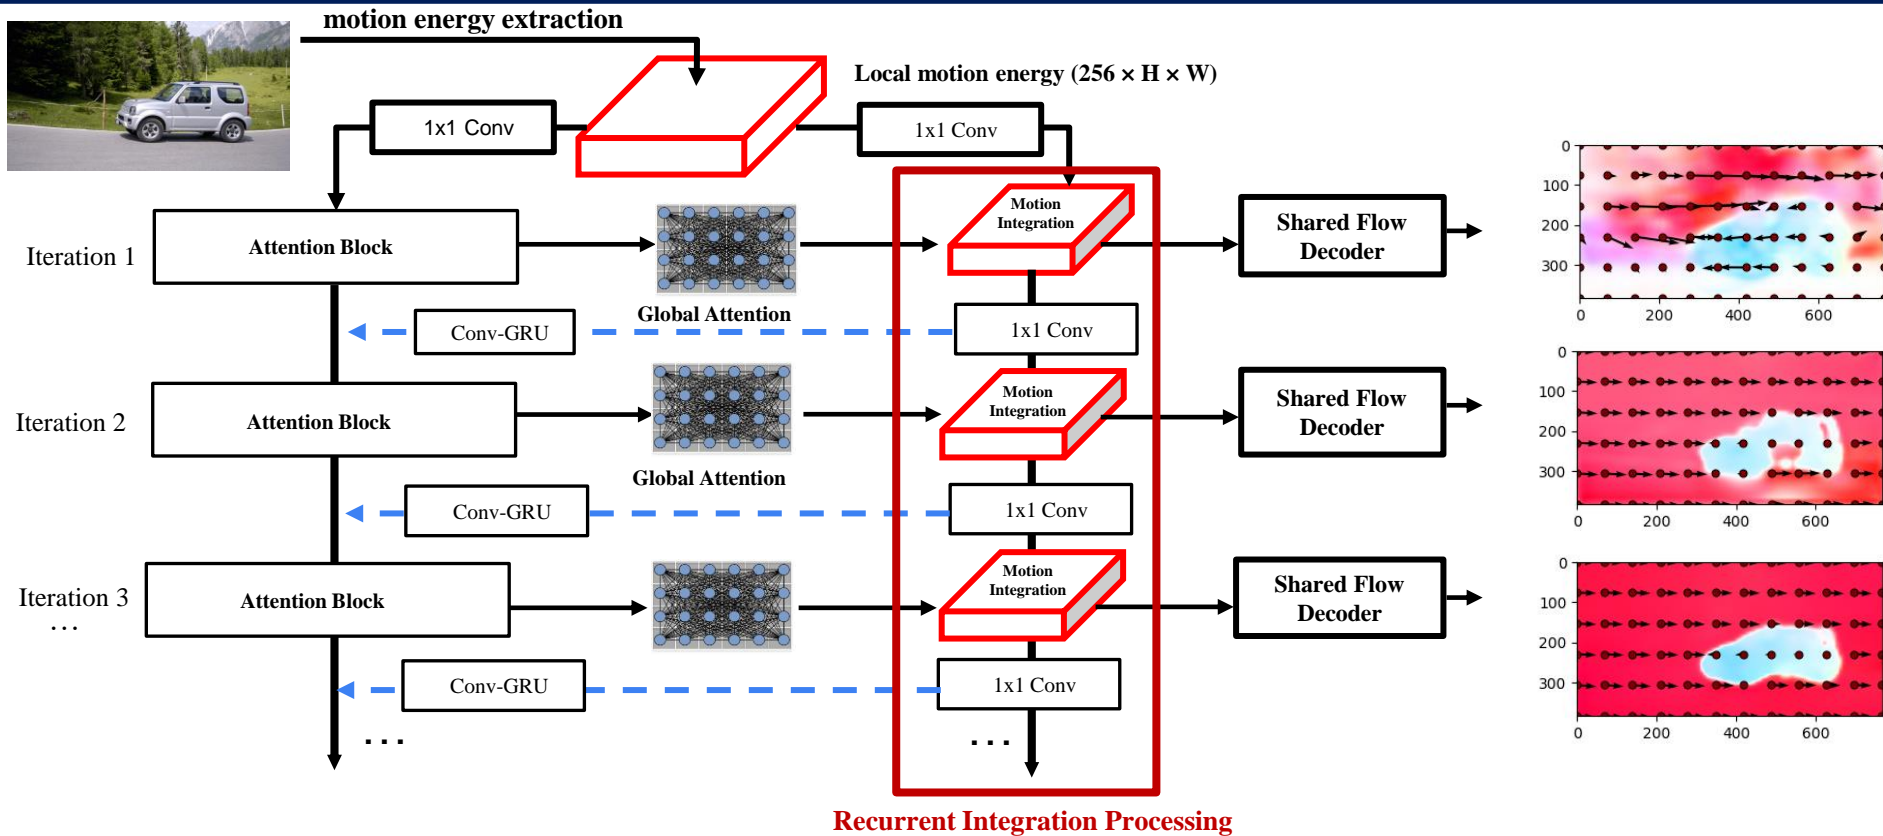 motion energy extraction
Local motion energy (256 × H × W)
1x1 Conv
1x1 Conv
Iteration 1
Attention Block
Global Attention
Motion
Integration
Shared Flow
Decoder
0
100
200
300
0
200
400
600
Conv-GRU
1x1 Conv
Iteration 2
Attention Block
Global Attention
Motion
Integration
Shared Flow
Decoder
0
100
200
300
0
200
400
600
Conv-GRU
1x1 Conv
Iteration 3
...
Attention Block
Motion
Integration
Shared Flow
Decoder
0
100
200
300
0
200
400
600
Conv-GRU
1x1 Conv
...
...
Recurrent Integration Processing